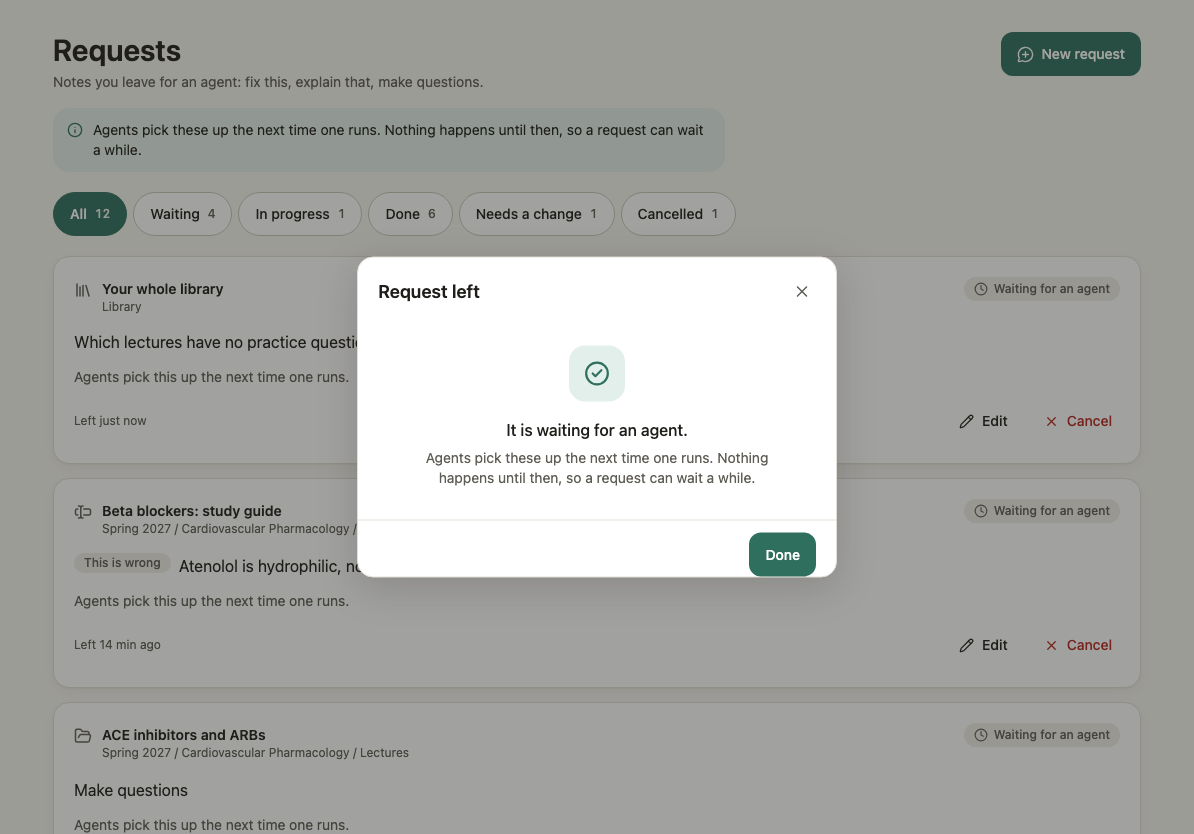 Requests
New request
Notes you leave for an agent: fix this, explain that, make questions.
Agents pick these up the next time one runs. Nothing happens until then, so a request can wait
a while.
All 12
Waiting 4
In progress 1
Done 6
Needs a change 1
Cancelled 1
Your whole library
Library
Waiting for an agent
Which lectures have no practice
Agents pick this up the next time one runs.
Left just now
Edit
Cancel
Request left
It is waiting for an agent.
Agents pick these up the next time one runs. Nothing
happens until then, so a request can wait a while.
Done
Beta blockers: study guide
Spring 2027 / Cardiovascular Pharmacology /
Waiting for an agent
This is wrong
Atenolol is hydrophilic,
Agents pick this up the next time one runs.
Left 14 min ago
Edit
Cancel
ACE inhibitors and ARBs
Spring 2027 / Cardiovascular Pharmacology / Lectures
Waiting for an agent
Make questions
Agents pick this up the next time one runs.